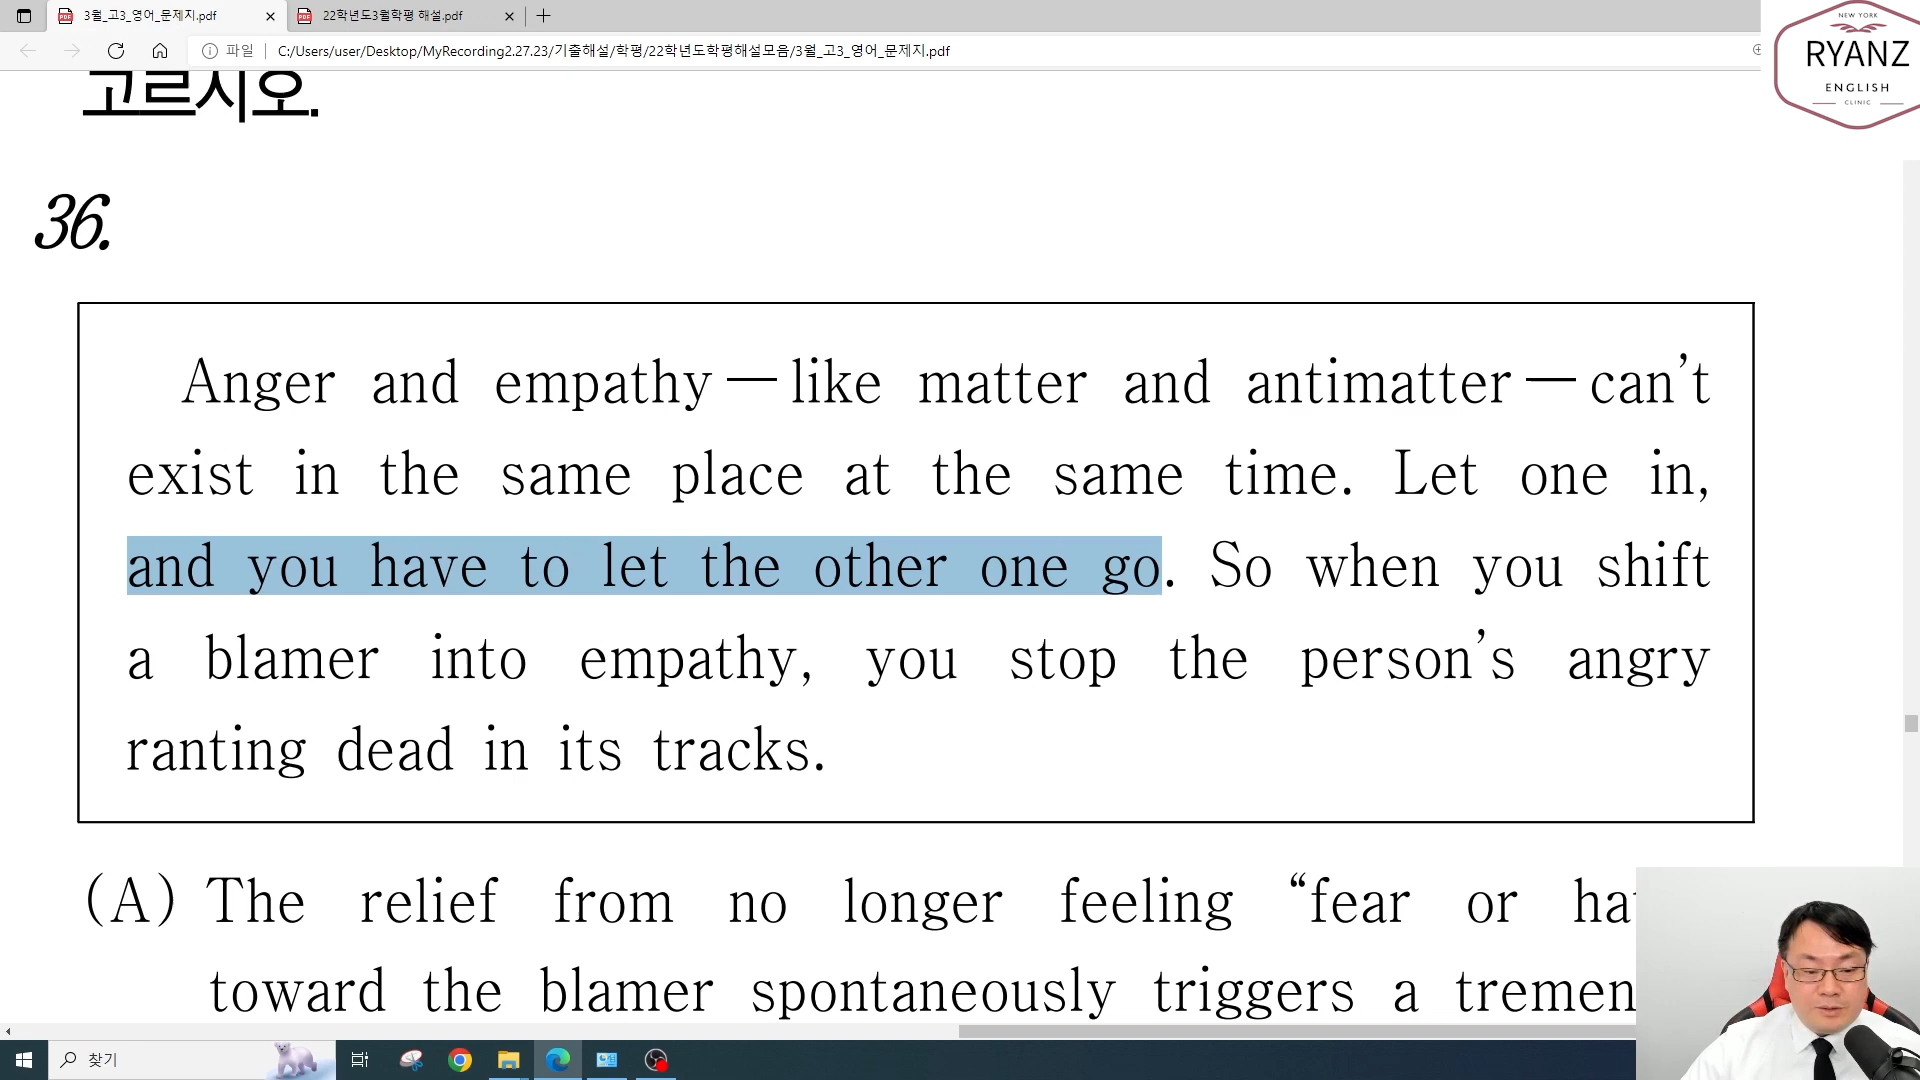 3월_고3_영어_문제지.pdf
22학년도3월학평 해설.pdf
파일
C:/Users/user/Desktop/MyRecording2.27.23/기출해설/학평/22학년도학평해설모음/3월_고3_영어_문제지.pdf
NEW YORK
RYANZ
ENGLISH
CLINIC
고르시오.
36.
Anger and empathy — like matter and antimatter — can't
exist in the same place at the same time. Let one in,
and you have to let the other one go. So when you shift
a blamer into empathy, you stop the person's angry
ranting dead in its tracks.
(A) The relief from no longer feeling “fear or
toward the blamer spontaneously triggers a
찾기